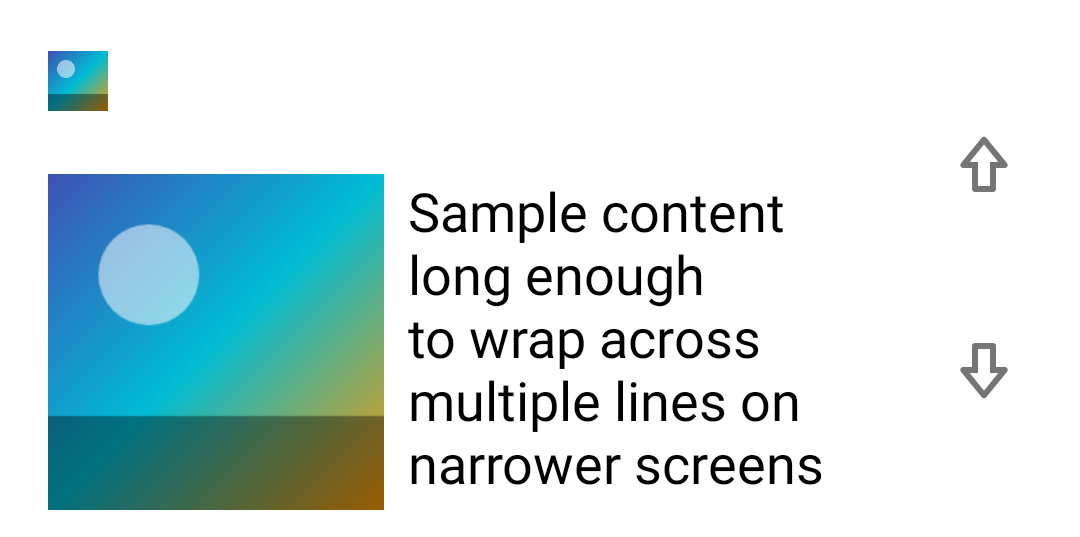 Sample content
long enough
to wrap across
multiple lines on
narrower screens